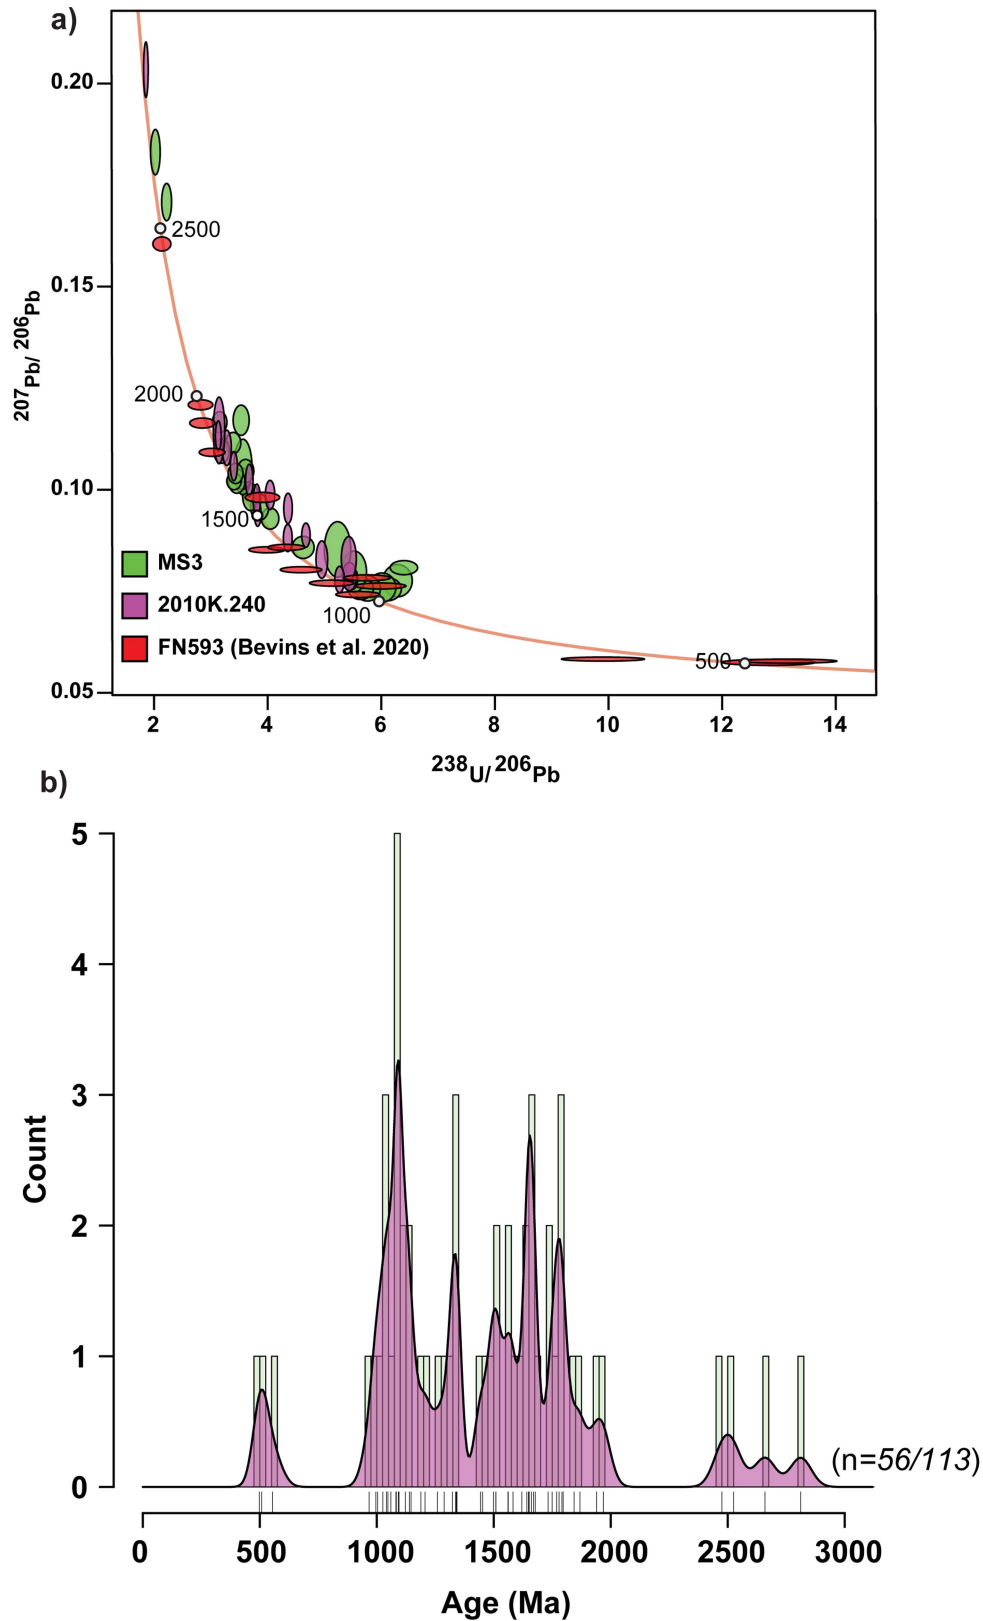 a)
0.20
2500
0.15
207Pb/ 206Pb
2000
0.10
1500
MS3
2010K.240
1000
FN593 (Bevins et al. 2020)
500
0.05
2 4 6 8 10 12 14
238U/ 206Pb
b)
5
4
3
Count
2
1
(n=56/113)
0
0 500 1000 1500 2000 2500 3000
Age (Ma)